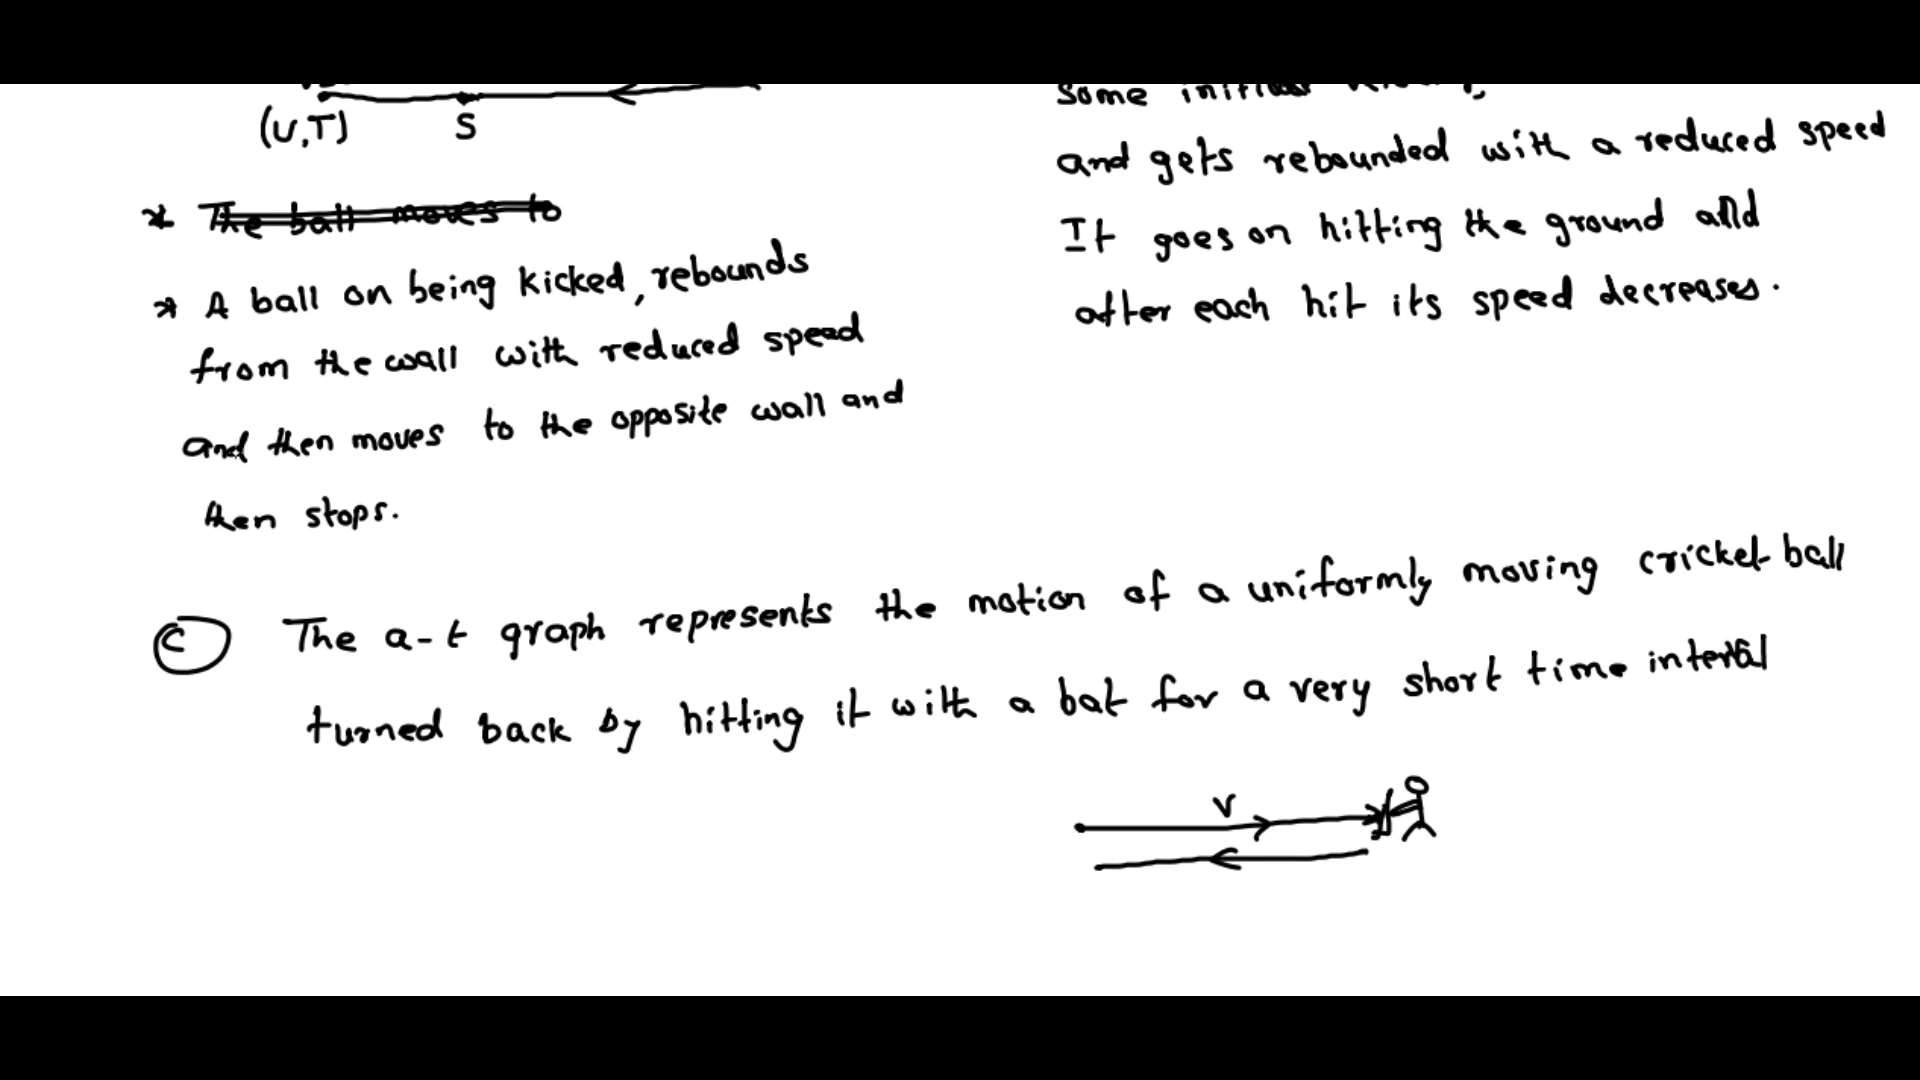 (U,T) S
* The ball moves to
* A ball on being kicked, rebounds
from the wall with reduced speed
and then moves to the opposite wall and
then stops.
some initial
and gets rebounded with a reduced speed
It goes on hitting the ground and
after each hit its speed decreases.
C The a-t graph represents the motion of a uniformly moving cricket ball
turned back by hitting it with a bat for a very short time interval
V